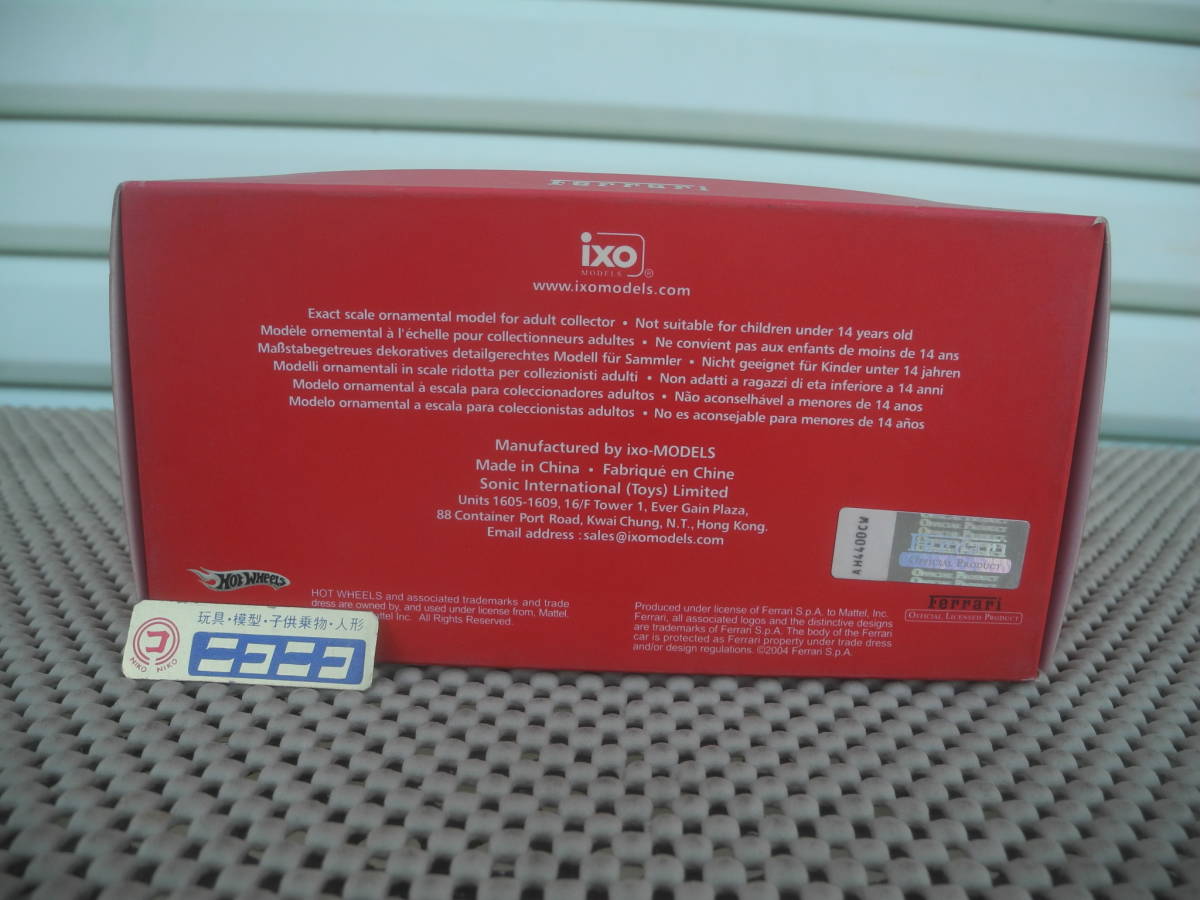 Ferrari
ixo
MODELS ®
www.ixomodels.com
Exact scale ornamental model for adult collector • Not suitable for children under 14 years old
Modèle ornemental à l'échelle pour collectionneurs adultes • Ne convient pas aux enfants de moins de 14 ans
Maßstabegetreues dekoratives detailgerechtes Modell für Sammler • Nicht geeignet für Kinder unter 14 jahren
Modelli ornamentali in scale ridotta per collezionisti adulti • Non adatti a ragazzi di eta inferiore a 14 anni
Modelo ornamental à escala para coleccionadores adultos • Não aconselhável a menores de 14 anos
Modelo ornamental a escala para coleccionistas adultos • No es aconsejable para menores de 14 años
Manufactured by ixo-MODELS
Made in China • Fabriqué en Chine
Sonic International (Toys) Limited
Units 1605-1609, 16/F Tower 1, Ever Gain Plaza,
88 Container Port Road, Kwai Chung, N.T., Hong Kong.
Email address :sales@ixomodels.com
AH4400CW
OFFICIAL PRODUCT
Ferrari
OFFICIAL PRODUCT
OFFICIAL PRODUCT
Ferrari
OFFICIAL LICENSED PRODUCT
HOT WHEELS
HOT WHEELS and associated trademarks and trade
dress are owned by, and used under license from, Mattel.
Mattel Inc. All Rights Reserved.
Produced under license of Ferrari S.p.A. to Mattel, Inc.
Ferrari, all associated logos and the distinctive designs
are trademarks of Ferrari S.p.A. The body of the Ferrari
car is protected as Ferrari property under trade dress
and/or design regulations. ©2004 Ferrari S.p.A.
玩具・模型・子供乗物・人形
コ
NIKO NIKO
ニコニコ